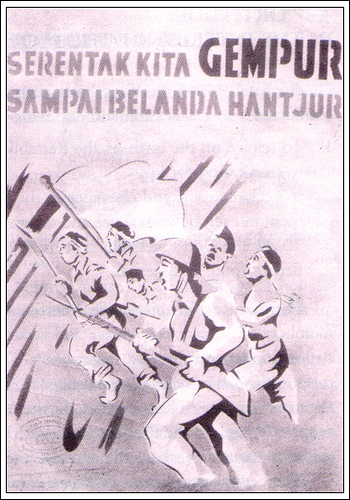 SERENTAK KITA GEMPUR
SAMPAI BELANDA HANTJUR